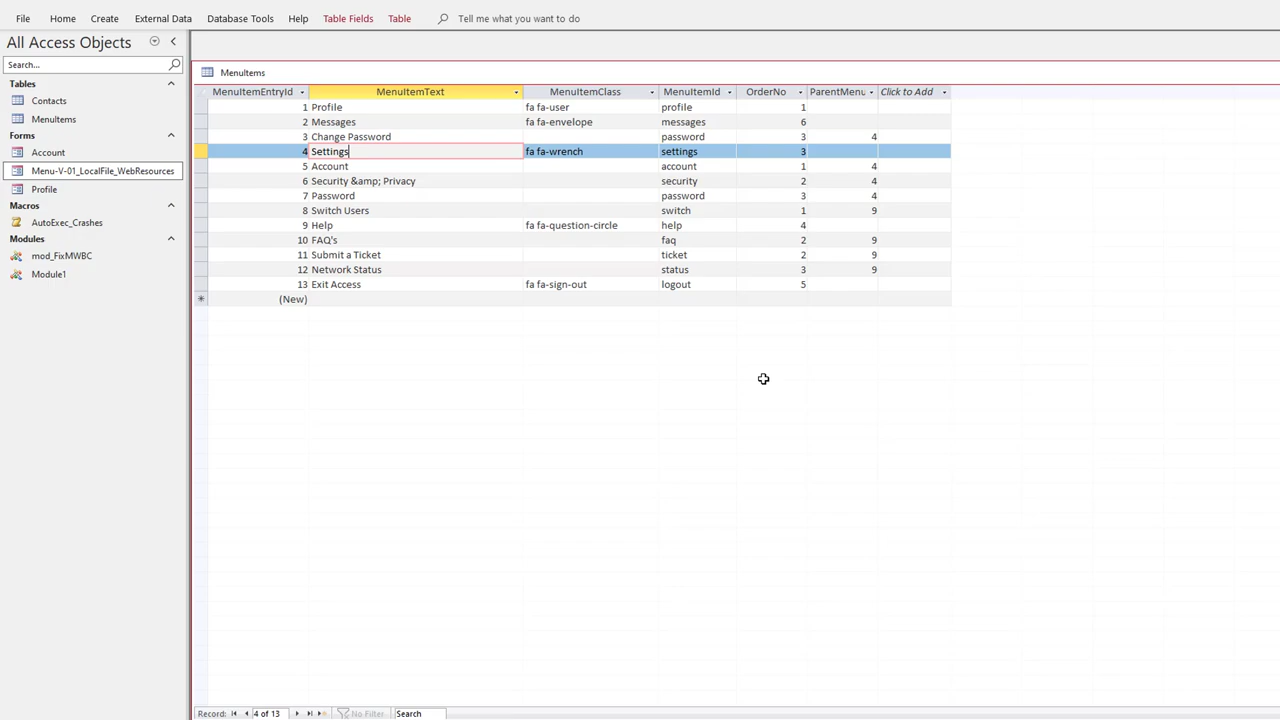 File Home Create External Data Database Tools Help Table Fields Table Tell me what you want to do
All Access Objects
Search...
Tables
Contacts
MenuItems
Forms
Account
Menu-V-01_LocalFile_WebResources
Profile
Macros
AutoExec_Crashes
Modules
mod_FixMWBC
Module1
MenuItems
MenuItemEntryId MenuItemText MenuItemClass MenuItemId OrderNo ParentMenu Click to Add
1 Profile fa fa-user profile 1
2 Messages fa fa-envelope messages 6
3 Change Password password 3 4
4 Settings fa fa-wrench settings 3
5 Account account 1 4
6 Security &amp; Privacy security 2 4
7 Password password 3 4
8 Switch Users switch 1 9
9 Help fa fa-question-circle help 4
10 FAQ's faq 2 9
11 Submit a Ticket ticket 2 9
12 Network Status status 3 9
13 Exit Access fa fa-sign-out logout 5
(New)
Record: 4 of 13 No Filter Search